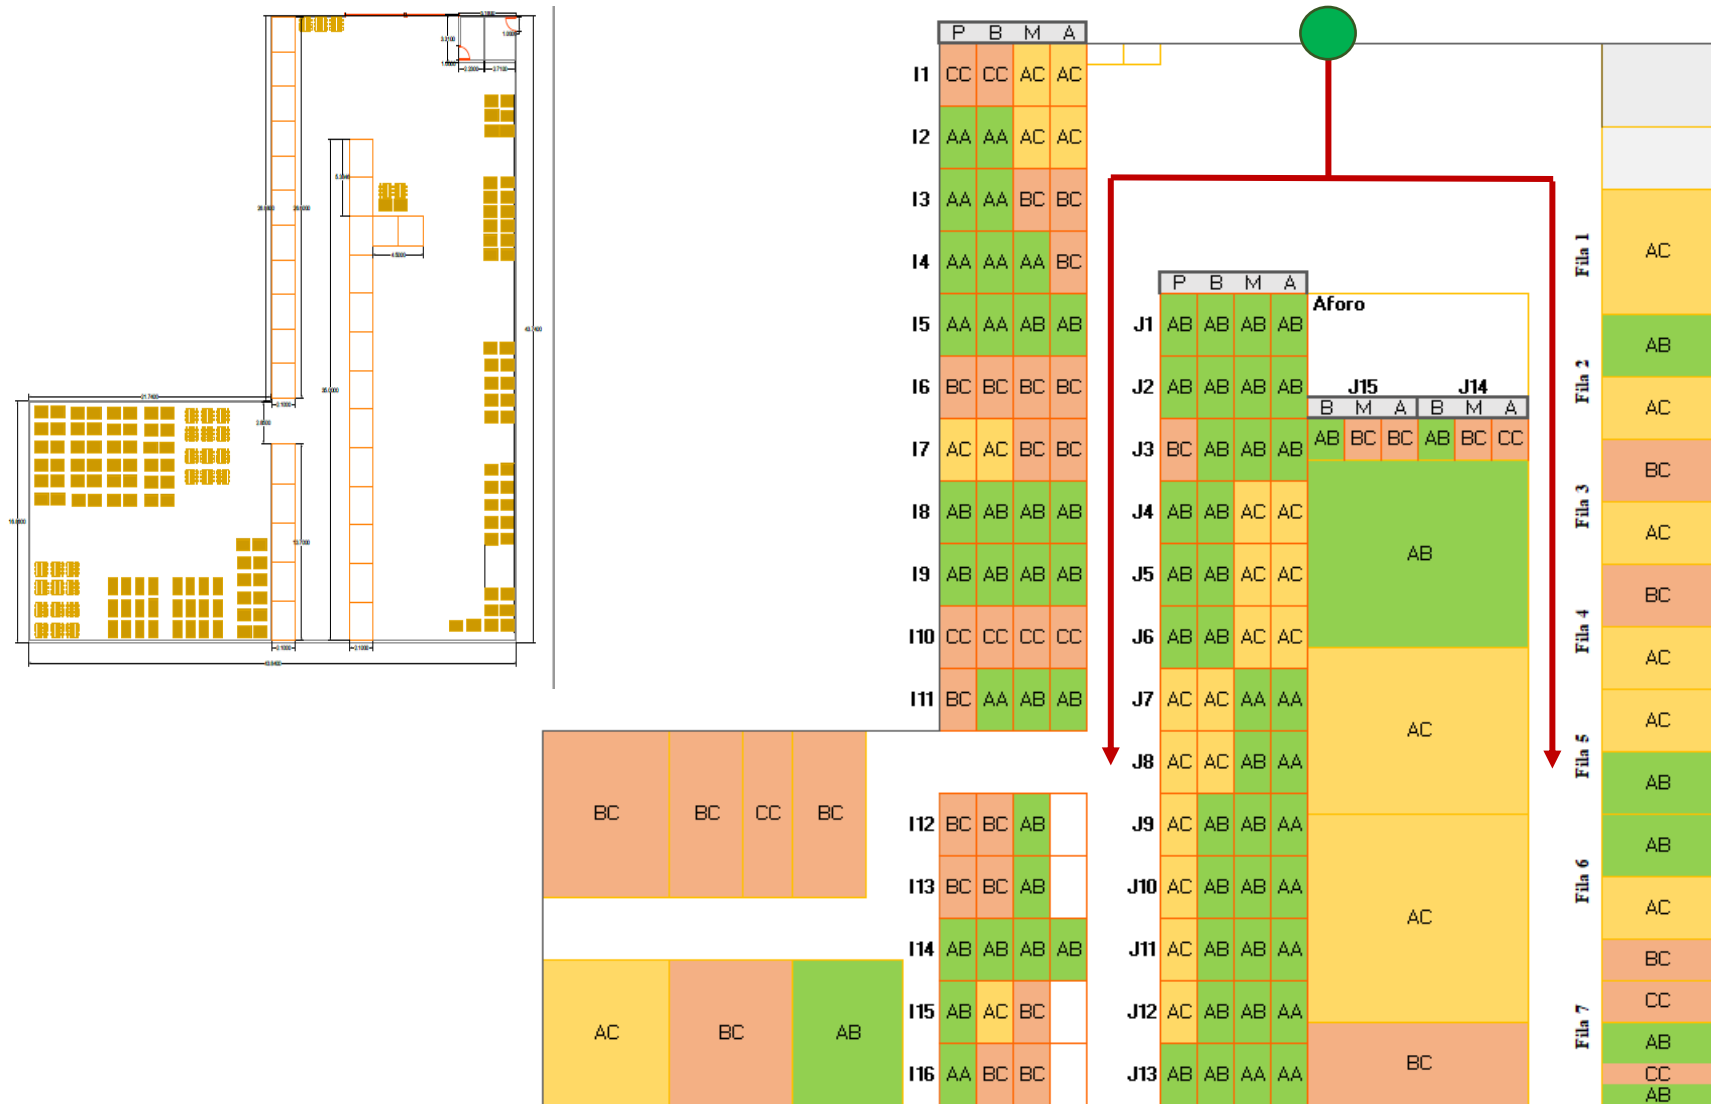 P B M A
I1 CC CC AC AC
I2 AA AA AC AC
I3 AA AA BC BC
I4 AA AA AA BC
I5 AA AA AB AB
I6 BC BC BC BC
I7 AC AC BC BC
I8 AB AB AB AB
I9 AB AB AB AB
I10 CC CC CC CC
I11 BC AA AB AB
I12 BC BC AB
I13 BC BC AB
I14 AB AB AB AB
I15 AB AC BC
I16 AA BC BC
BC BC CC BC
AC BC AB
P B M A
J1 AB AB AB AB
J2 AB AB AB AB
J3 BC AB AB AB
J4 AB AB AC AC
J5 AB AB AC AC
J6 AB AB AC AC
J7 AC AC AA AA
J8 AC AC AB AA
J9 AC AB AB AA
J10 AC AB AB AA
J11 AC AB AB AA
J12 AC AB AB AA
J13 AB AB AA AA
Aforo
J15 J14
B M A B M A
AB BC BC AB BC CC
AB
AC
AC
BC
Fila 1
Fila 2
Fila 3
Fila 4
Fila 5
Fila 6
Fila 7
AC
AB
AC
BC
AC
BC
AC
AC
AB
AB
AC
BC
CC
AB
CC
AB